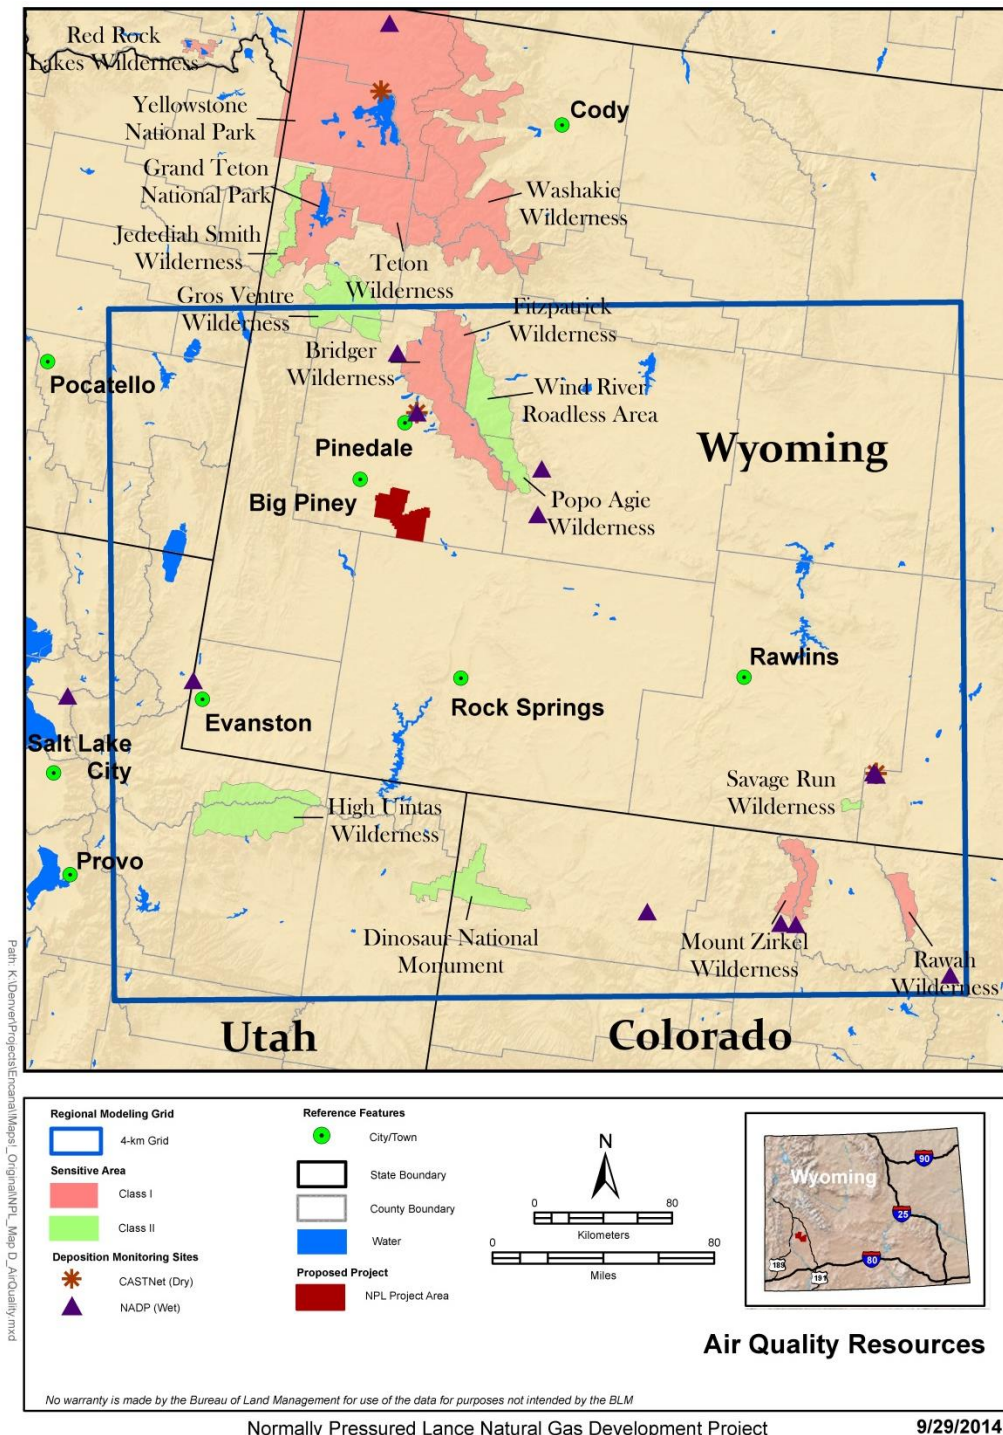 Red Rock
Lakes Wilderness
Yellowstone
National Park
Cody
Grand Teton
National Park
Washakie
Wilderness
Jedediah Smith
Wilderness
Teton
Wilderness
Gros Ventre
Wilderness
Fitzpatrick
Wilderness
Bridger
Wilderness
Pocatello
Wind River
Roadless Area
Wyoming
Pinedale
Big Piney
Popo Agie
Wilderness
Rawlins
Rock Springs
Evanston
Salt Lake
City
Savage Run
Wilderness
High Uintas
Wilderness
Provo
Dinosaur National
Monument
Mount Zirkel
Wilderness
Rawah
Wilderness
Utah
Colorado
Path: K:\Denver\Projects\Encana\!Maps!_Original\NPL_Map D_AirQuality.mxd
Regional Modeling Grid
4-km Grid
Sensitive Area
Class I
Class II
Deposition Monitoring Sites
CASTNet (Dry)
NADP (Wet)
Reference Features
City/Town
State Boundary
County Boundary
Water
Proposed Project
NPL Project Area
N
0 80
Kilometers
0 80
Miles
Wyoming
90
25
80
189
191
Air Quality Resources
No warranty is made by the Bureau of Land Management for use of the data for purposes not intended by the BLM
Normally Pressured Lance Natural Gas Development Project
9/29/2014